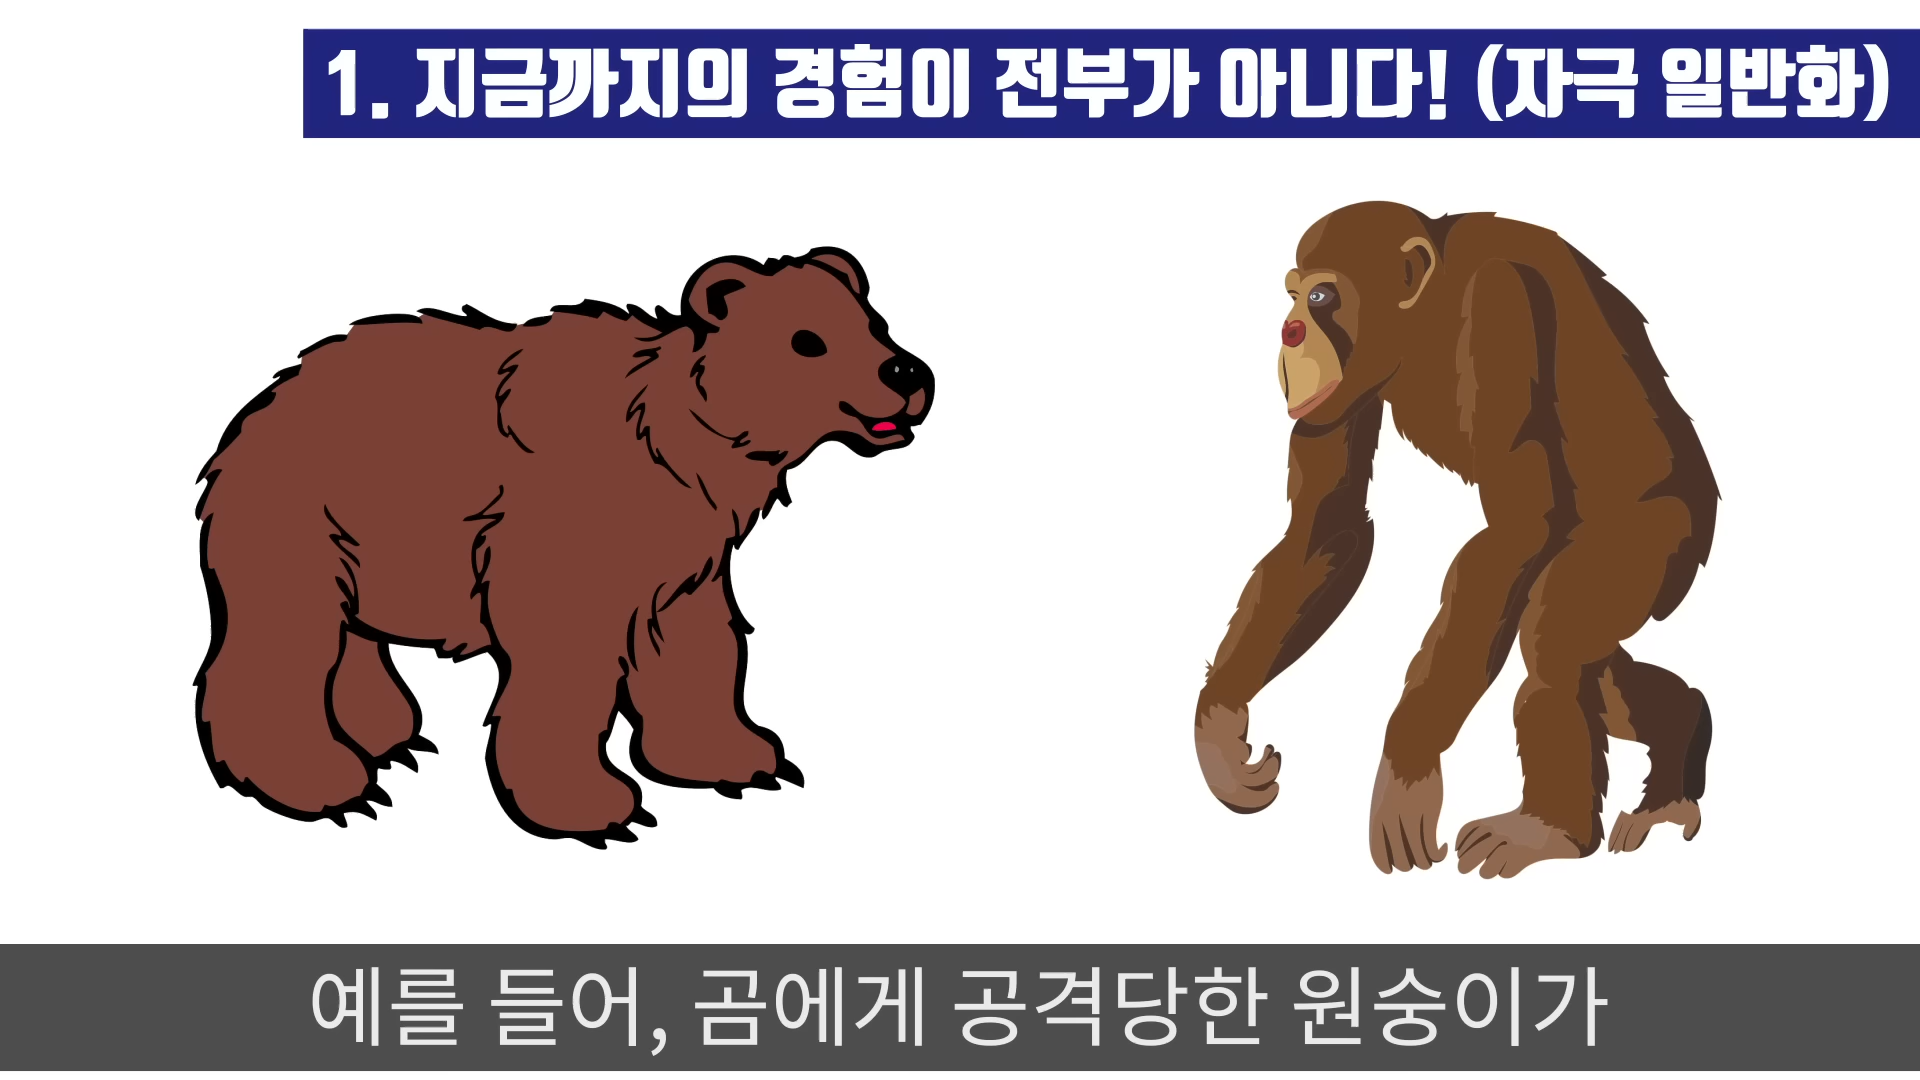 1. 지금까지의 경험이 전부가 아니다! (자극 일반화)
예를 들어, 곰에게 공격당한 원숭이가